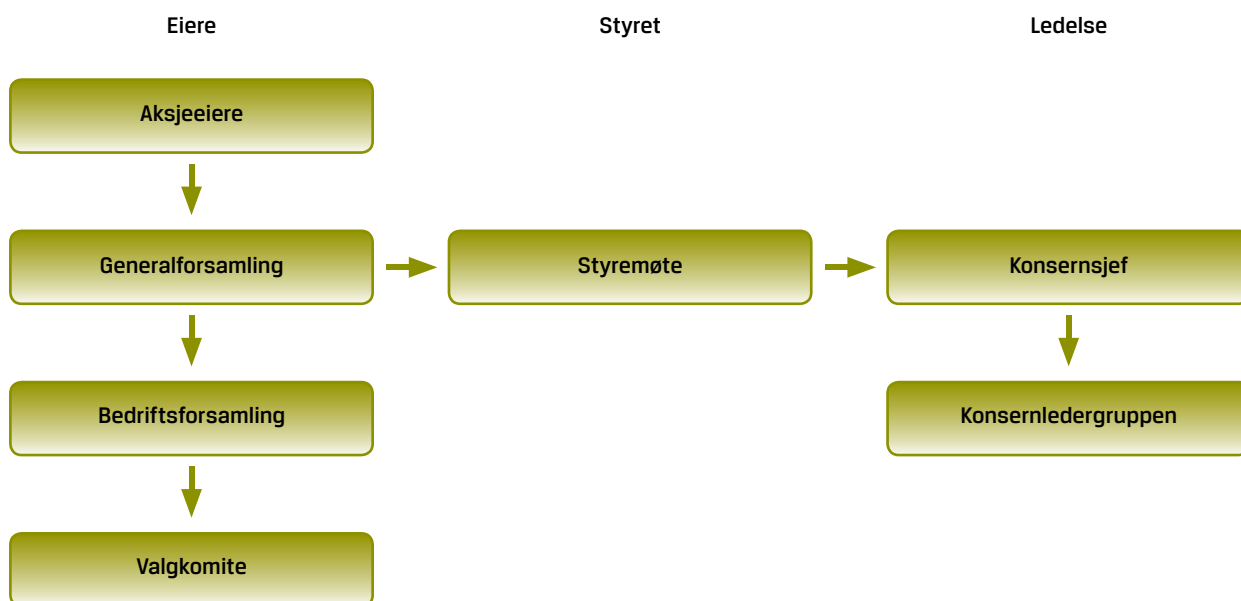 Eiere
Styret
Ledelse
Aksjeeiere
Generalforsamling
Styremøte
Konsernsjef
Bedriftsforsamling
Konsernledergruppen
Valgkomite